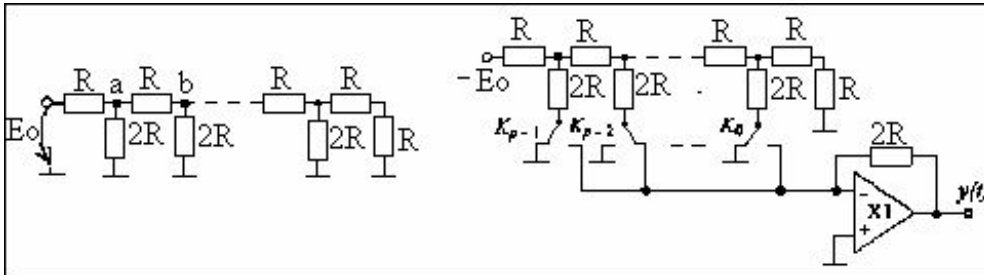 R R R R
-Eo 2R 2R 2R R
R a R b R R
Eo 2R 2R 2R R
Kp-1 Kp-2 K0
2R
- X1 y(t)
+